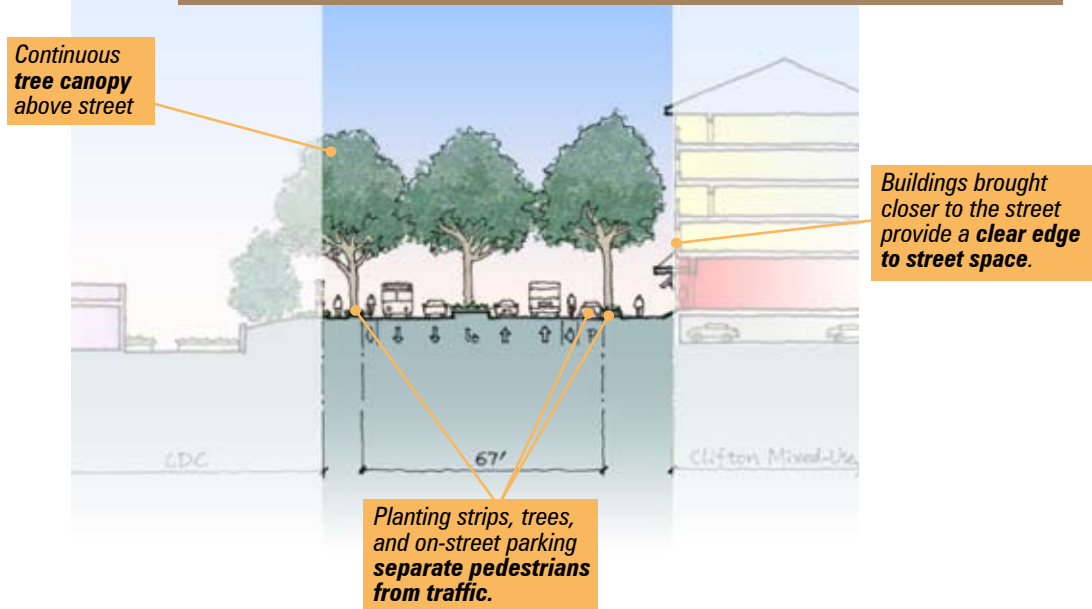 Continuous
tree canopy
above street
Buildings brought
closer to the street
provide a clear edge
to street space.
P
CDC
67'
Clifton Mixed-Use
Planting strips, trees,
and on-street parking
separate pedestrians
from traffic.